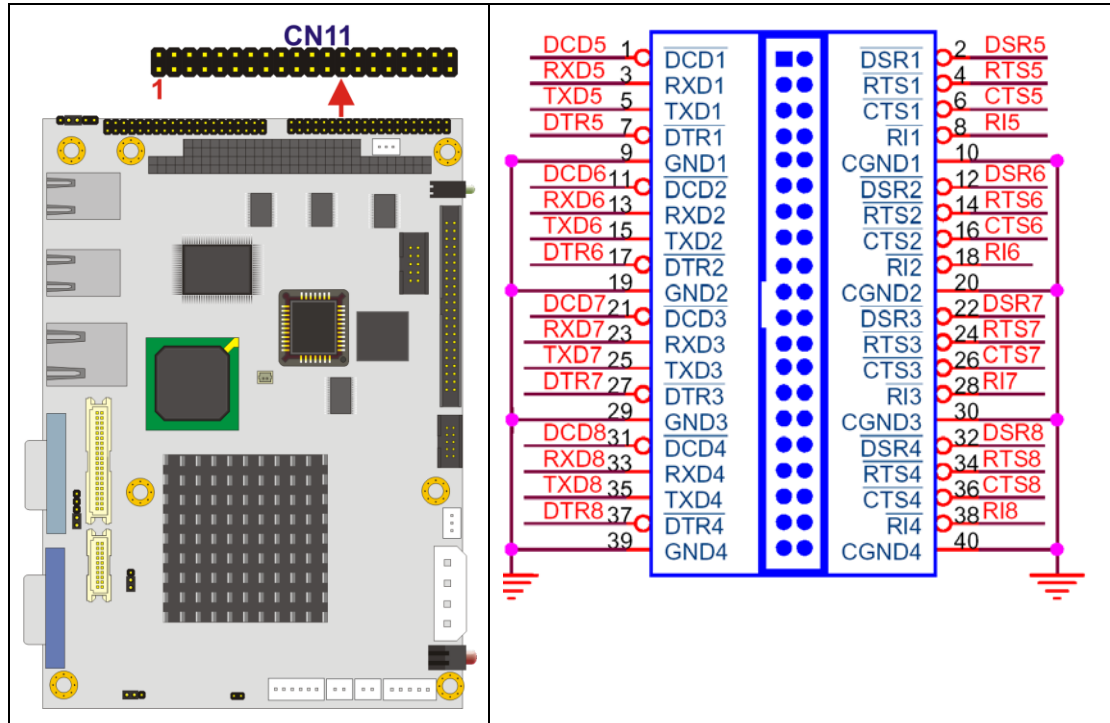 CN11
1
DCD5 1 DCD1 DSR1 2 DSR5
RXD5 3 RXD1 RTS1 4 RTS5
TXD5 5 TXD1 CTS1 6 CTS5
DTR5 7 DTR1 RI1 8 RI5
9 GND1 CGND1 10
DCD6 11 DCD2 DSR2 12 DSR6
RXD6 13 RXD2 RTS2 14 RTS6
TXD6 15 TXD2 CTS2 16 CTS6
DTR6 17 DTR2 RI2 18 RI6
19 GND2 CGND2 20
DCD7 21 DCD3 DSR3 22 DSR7
RXD7 23 RXD3 RTS3 24 RTS7
TXD7 25 TXD3 CTS3 26 CTS7
DTR7 27 DTR3 RI3 28 RI7
29 GND3 CGND3 30
DCD8 31 DCD4 DSR4 32 DSR8
RXD8 33 RXD4 RTS4 34 RTS8
TXD8 35 TXD4 CTS4 36 CTS8
DTR8 37 DTR4 RI4 38 RI8
39 GND4 CGND4 40